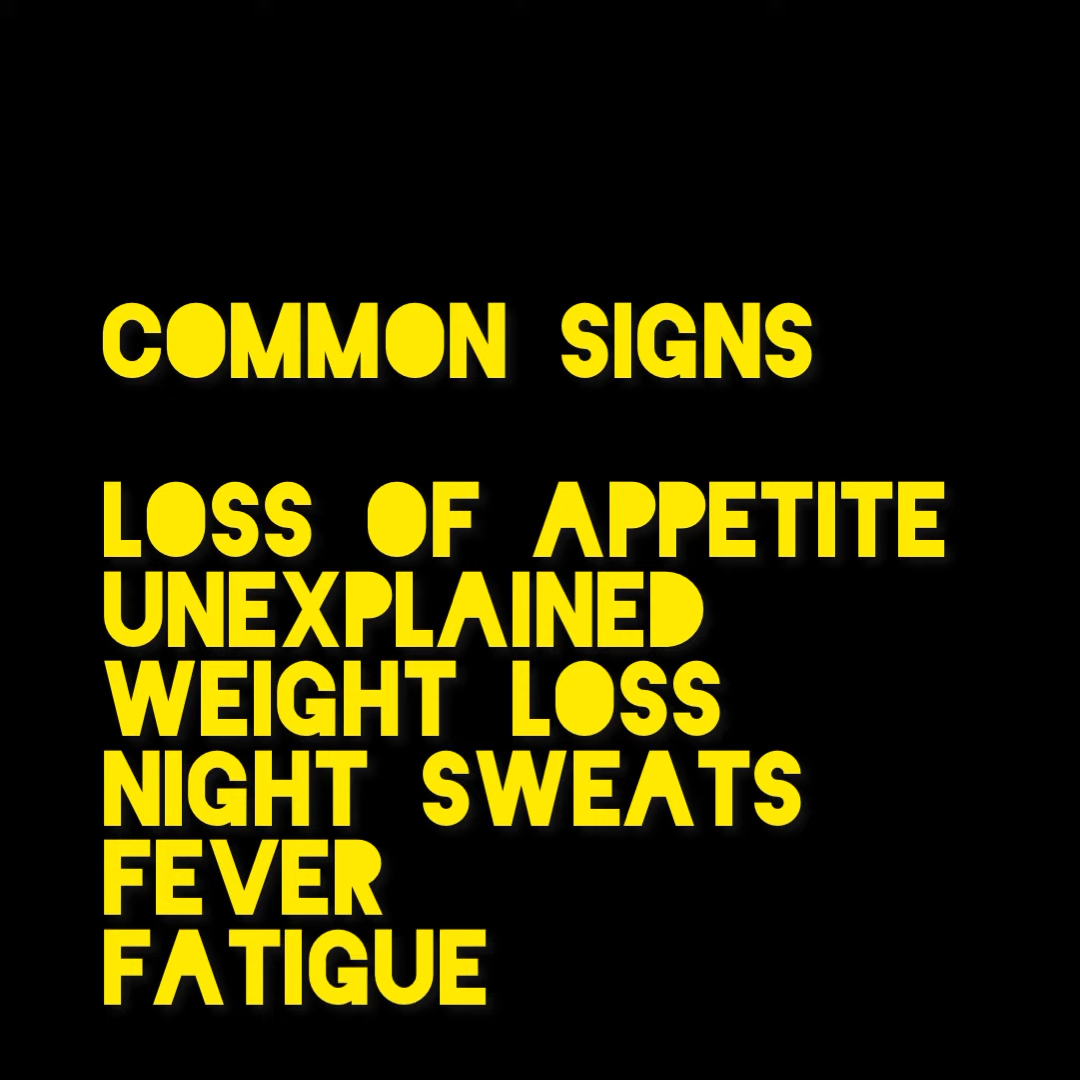 COMMON SIGNS
LOSS OF APPETITE
UNEXPLAINED
WEIGHT LOSS
NIGHT SWEATS
FEVER
FATIGUE